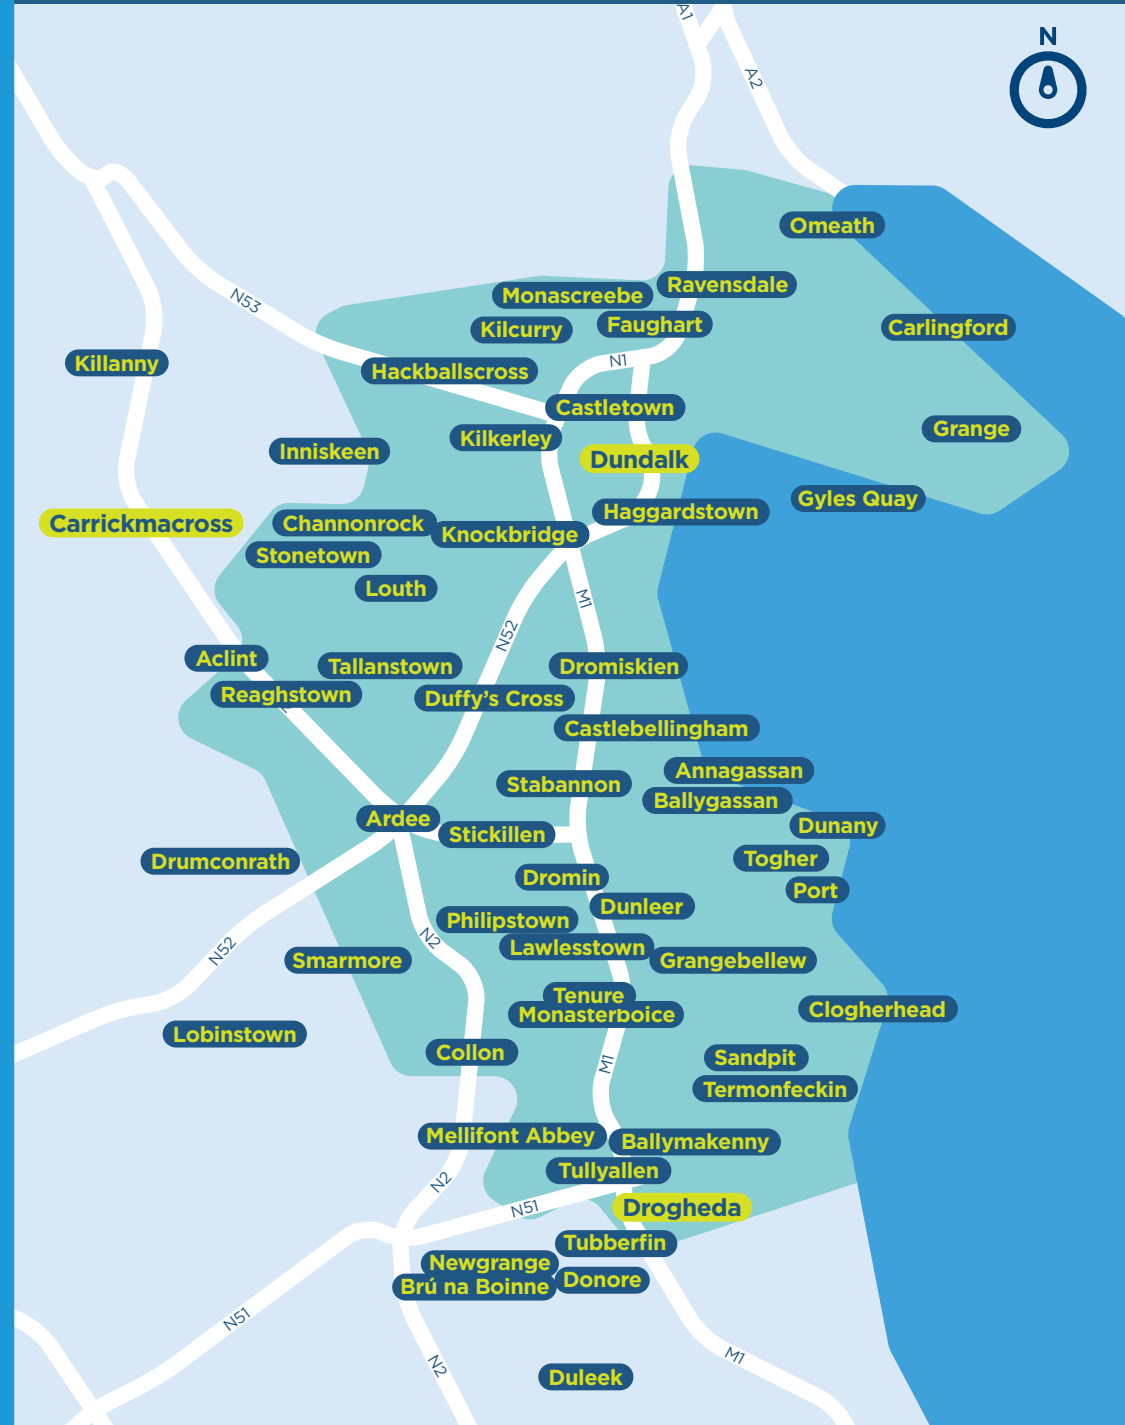 A1
N
A2
Omeath
Ravensdale
Monascreebe
N53
Kilcurry
Faughart
Carlingford
Killanny
N1
Hackballscross
Castletown
Grange
Kilkerley
Inniskeen
Dundalk
Gyles Quay
Haggardstown
Carrickmacross
Channonrock
Knockbridge
Stonetown
Louth
M1
N52
Aclint
Tallanstown
Dromiskien
Reaghstown
Duffy's Cross
Castlebellingham
Annagassan
Stabannon
Ballygassan
Ardee
Dunany
Stickillen
Togher
Drumconrath
Dromin
Port
Dunleer
Philipstown
N2
Lawlesstown
N52
Smarmore
Grangebellew
Tenure
Clogherhead
Monasterboice
Lobinstown
Collon
Sandpit
M1
Termonfeckin
Mellifont Abbey
Ballymakenny
Tullyallen
N2
Drogheda
N51
Tubberfin
Newgrange
Donore
Brú na Boinne
N51
M1
N2
Duleek